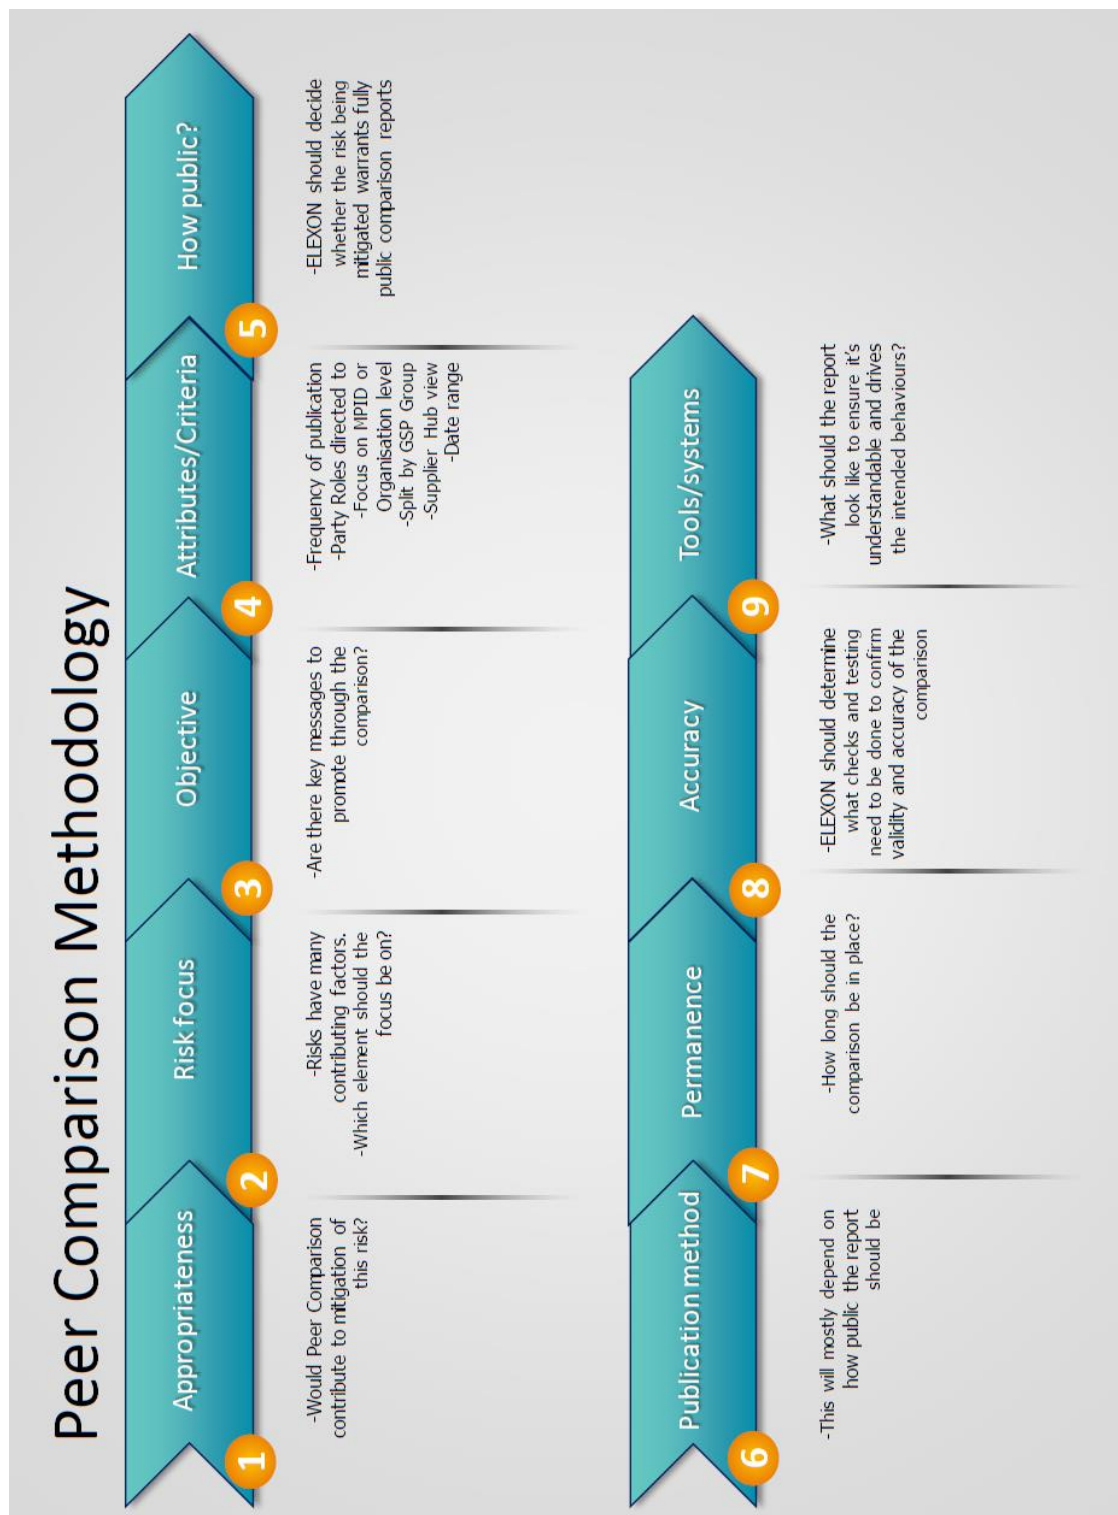 Peer Comparison Methodology
1
Appropriateness
-Would Peer Comparison
contribute to mitigation of
this risk?
2
Risk focus
-Risks have many
contributing factors.
-Which element should the
focus be on?
3
Objective
-Are there key messages to
promote through the
comparison?
4
Attributes/Criteria
-Frequency of publication
-Party Roles directed to
-Focus on MPID or
Organisation level
-Split by GSP Group
-Supplier Hub view
-Date range
5
How public?
-ELEXON should decide
whether the risk being
mitigated warrants fully
public comparison reports
6
Publication method
-This will mostly depend on
how public the report
should be
7
Permanence
-How long should the
comparison be in place?
8
Accuracy
-ELEXON should determine
what checks and testing
need to be done to confirm
validity and accuracy of the
comparison
9
Tools/systems
-What should the report
look like to ensure it's
understandable and drives
the intended behaviours?